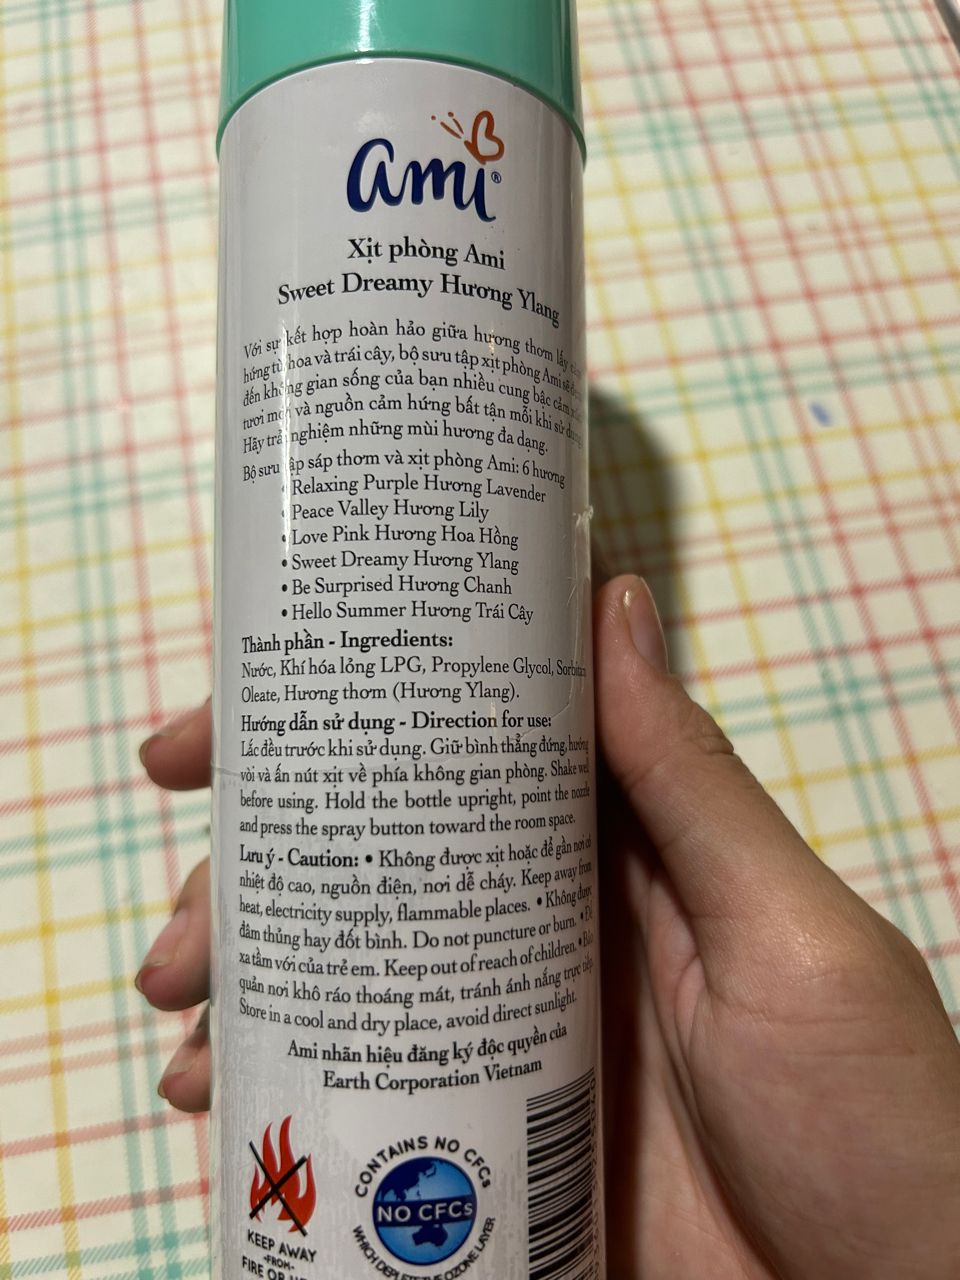 ami®
Xịt phòng Ami
Sweet Dreamy Hương Ylang
Với sự kết hợp hoàn hảo giữa hương thơm lấy
hứng từ hoa và trái cây, bộ sưu tập xịt phòng Ami sẽ
đến không gian sống của bạn nhiều cung bậc cảm
tươi mới và nguồn cảm hứng bất tận mỗi khi sử dụng
Hãy trải nghiệm những mùi hương đa dạng.
Bộ sưu tập sáp thơm và xịt phòng Ami: 6 hương
• Relaxing Purple Hương Lavender
• Peace Valley Hương Lily
• Love Pink Hương Hoa Hồng
• Sweet Dreamy Hương Ylang
• Be Surprised Hương Chanh
• Hello Summer Hương Trái Cây
Thành phần - Ingredients:
Nước, Khí hóa lỏng LPG, Propylene Glycol, Sorbitan
Oleate, Hương thơm (Hương Ylang).
Hướng dẫn sử dụng - Direction for use:
Lắc đều trước khi sử dụng. Giữ bình thẳng đứng, hướng
vòi và ấn nút xịt về phía không gian phòng. Shake well
before using. Hold the bottle upright, point the nozzle
and press the spray button toward the room space.
Lưu ý - Caution: • Không được xịt hoặc để gần nơi có
nhiệt độ cao, nguồn điện, nơi dễ cháy. Keep away from
heat, electricity supply, flammable places. • Không được
đâm thủng hay đốt bình. Do not puncture or burn. • Để
xa tầm với của trẻ em. Keep out of reach of children. • Bảo
quản nơi khô ráo thoáng mát, tránh ánh nắng trực tiếp.
Store in a cool and dry place, avoid direct sunlight.
Ami nhãn hiệu đăng ký độc quyền của
Earth Corporation Vietnam
CONTAINS NO CFCs
NO CFCs
WHICH DEPLETE THE OZONE LAYER
KEEP AWAY
-FROM-
FIRE OR